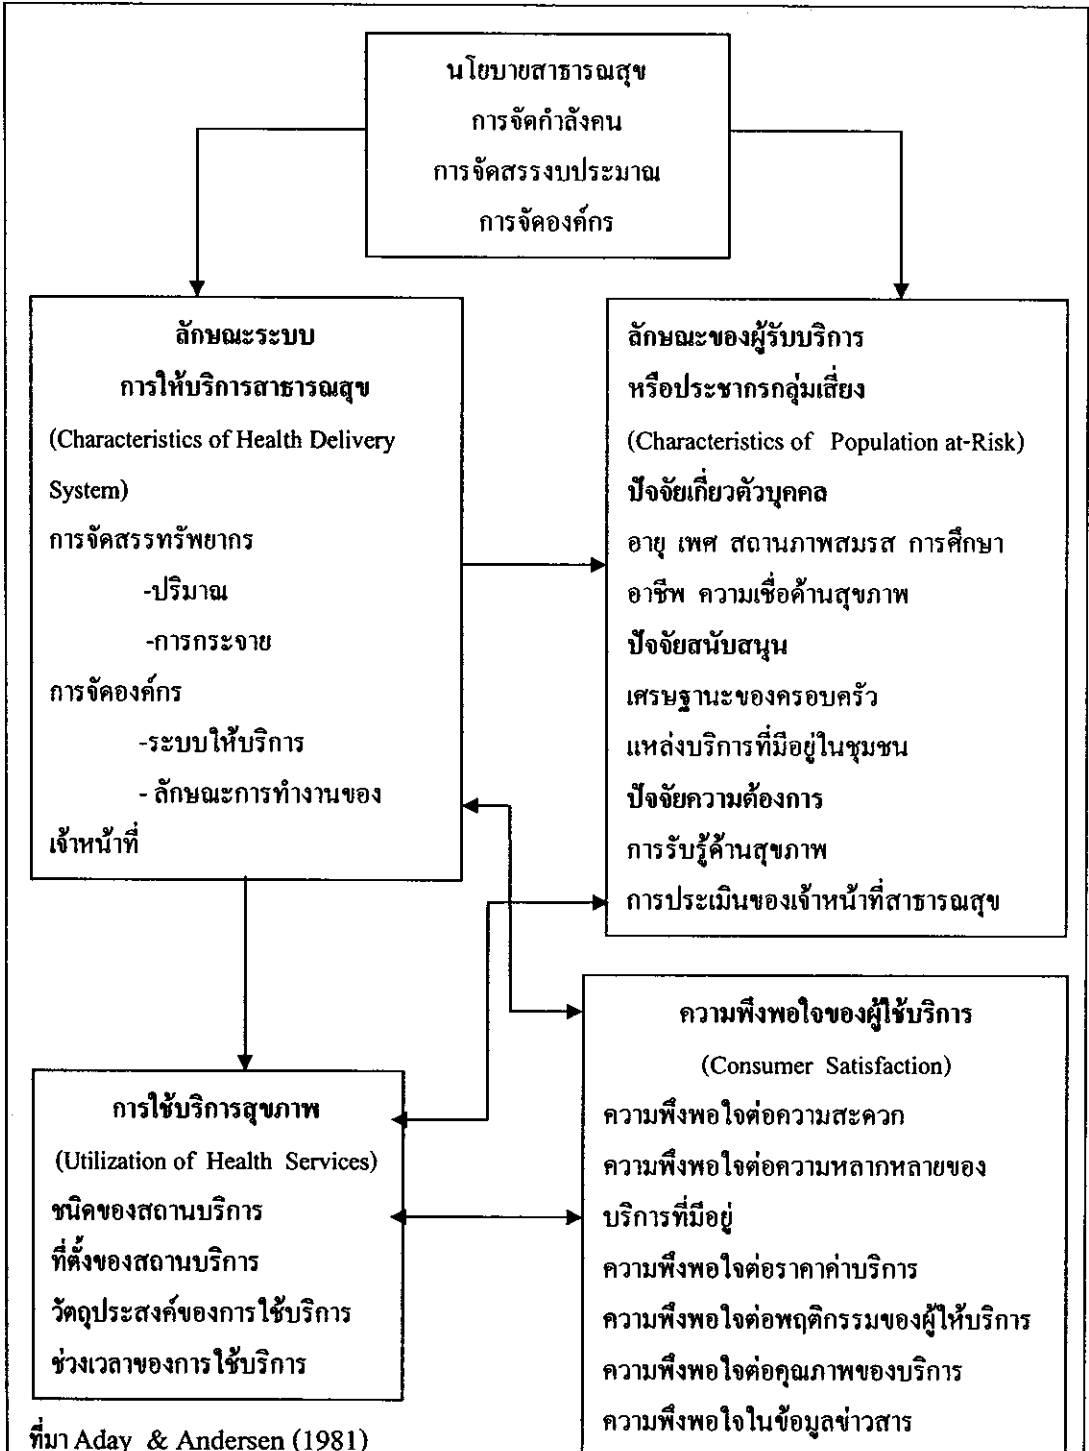 นโยบายสาธารณสุข
การจัดกำลังคน
การจัดสรรงบประมาณ
การจัดองค์กร
ลักษณะระบบ
การให้บริการสาธารณสุข
(Characteristics of Health Delivery
System)
การจัดสรรทรัพยากร
-ปริมาณ
-การกระจาย
การจัดองค์กร
-ระบบให้บริการ
- ลักษณะการทำงานของ
เจ้าหน้าที่
ลักษณะของผู้รับบริการ
หรือประชากรกลุ่มเสี่ยง
(Characteristics of Population at-Risk)
ปัจจัยเกี่ยวตัวบุคคล
อายุ เพศ สถานภาพสมรส การศึกษา
อาชีพ ความเชื่อด้านสุขภาพ
ปัจจัยสนับสนุน
เศรษฐานะของครอบครัว
แหล่งบริการที่มีอยู่ในชุมชน
ปัจจัยความต้องการ
การรับรู้ด้านสุขภาพ
การประเมินของเจ้าหน้าที่สาธารณสุข
การใช้บริการสุขภาพ
(Utilization of Health Services)
ชนิดของสถานบริการ
ที่ตั้งของสถานบริการ
วัตถุประสงค์ของการใช้บริการ
ช่วงเวลาของการใช้บริการ
ความพึงพอใจของผู้ใช้บริการ
(Consumer Satisfaction)
ความพึงพอใจต่อความสะดวก
ความพึงพอใจต่อความหลากหลายของ
บริการที่มีอยู่
ความพึงพอใจต่อราคาค่าบริการ
ความพึงพอใจต่อพฤติกรรมของผู้ให้บริการ
ความพึงพอใจต่อคุณภาพของบริการ
ความพึงพอใจในข้อมูลข่าวสาร
ที่มา Aday & Andersen (1981)